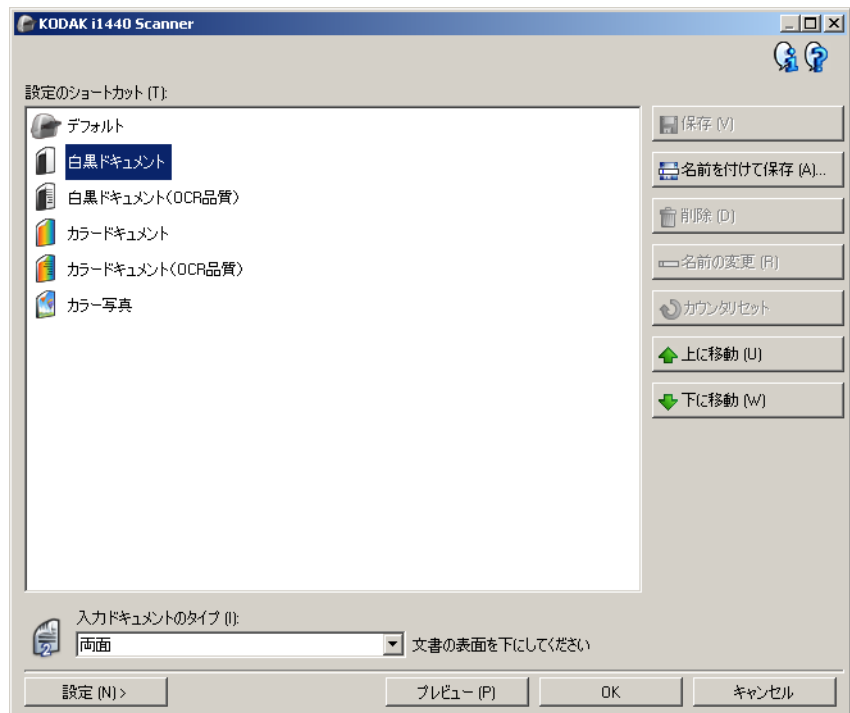 KODAK i1440 Scanner
設定のショートカット (T):
デフォルト
白黒ドキュメント
白黒ドキュメント(OCR品質)
カラードキュメント
カラードキュメント(OCR品質)
カラー写真
保存 (V)
名前を付けて保存 (A)...
削除 (D)
名前の変更 (R)
カウンタリセット
上に移動 (U)
下に移動 (W)
入力ドキュメントのタイプ (I):
両面
文書の表面を下にしてください
2
設定 (N) >
プレビュー (P)
OK
キャンセル